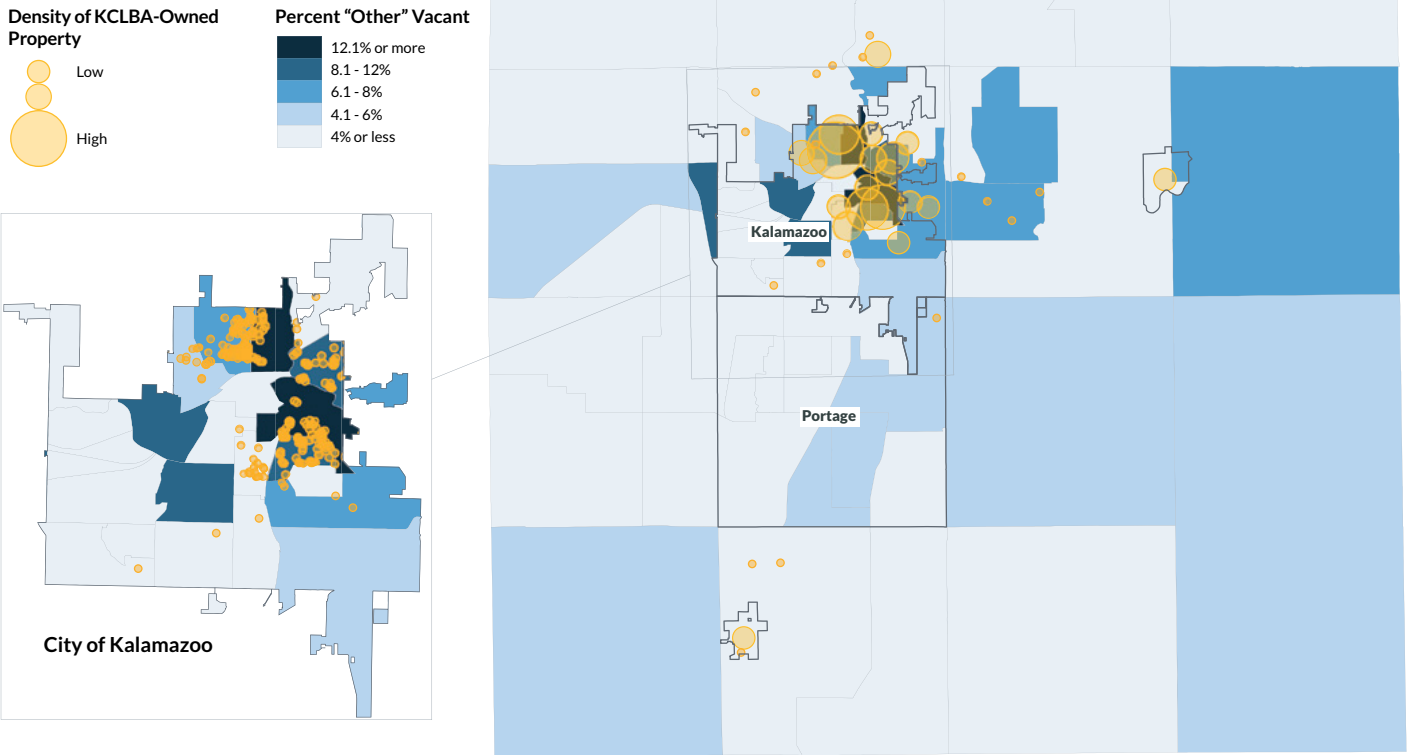 Density of KCLBA-Owned
Property
Low
High
Percent “Other” Vacant
12.1% or more
8.1 - 12%
6.1 - 8%
4.1 - 6%
4% or less
Kalamazoo
Portage
City of Kalamazoo